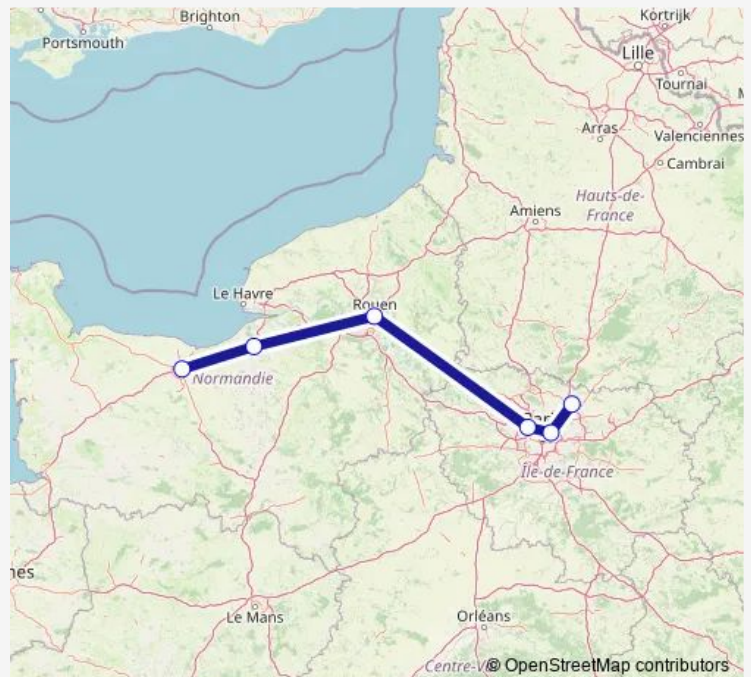 Brighton
Kortrijk
Portsmouth
Lille
Tournai
M
Arras
Valenciennes
Cambrai
Hauts-de-
France
Amiens
Le Havre
Rouen
Normandie
Île-de-France
nes
Le Mans
Orléans
© OpenStreetMap contributors